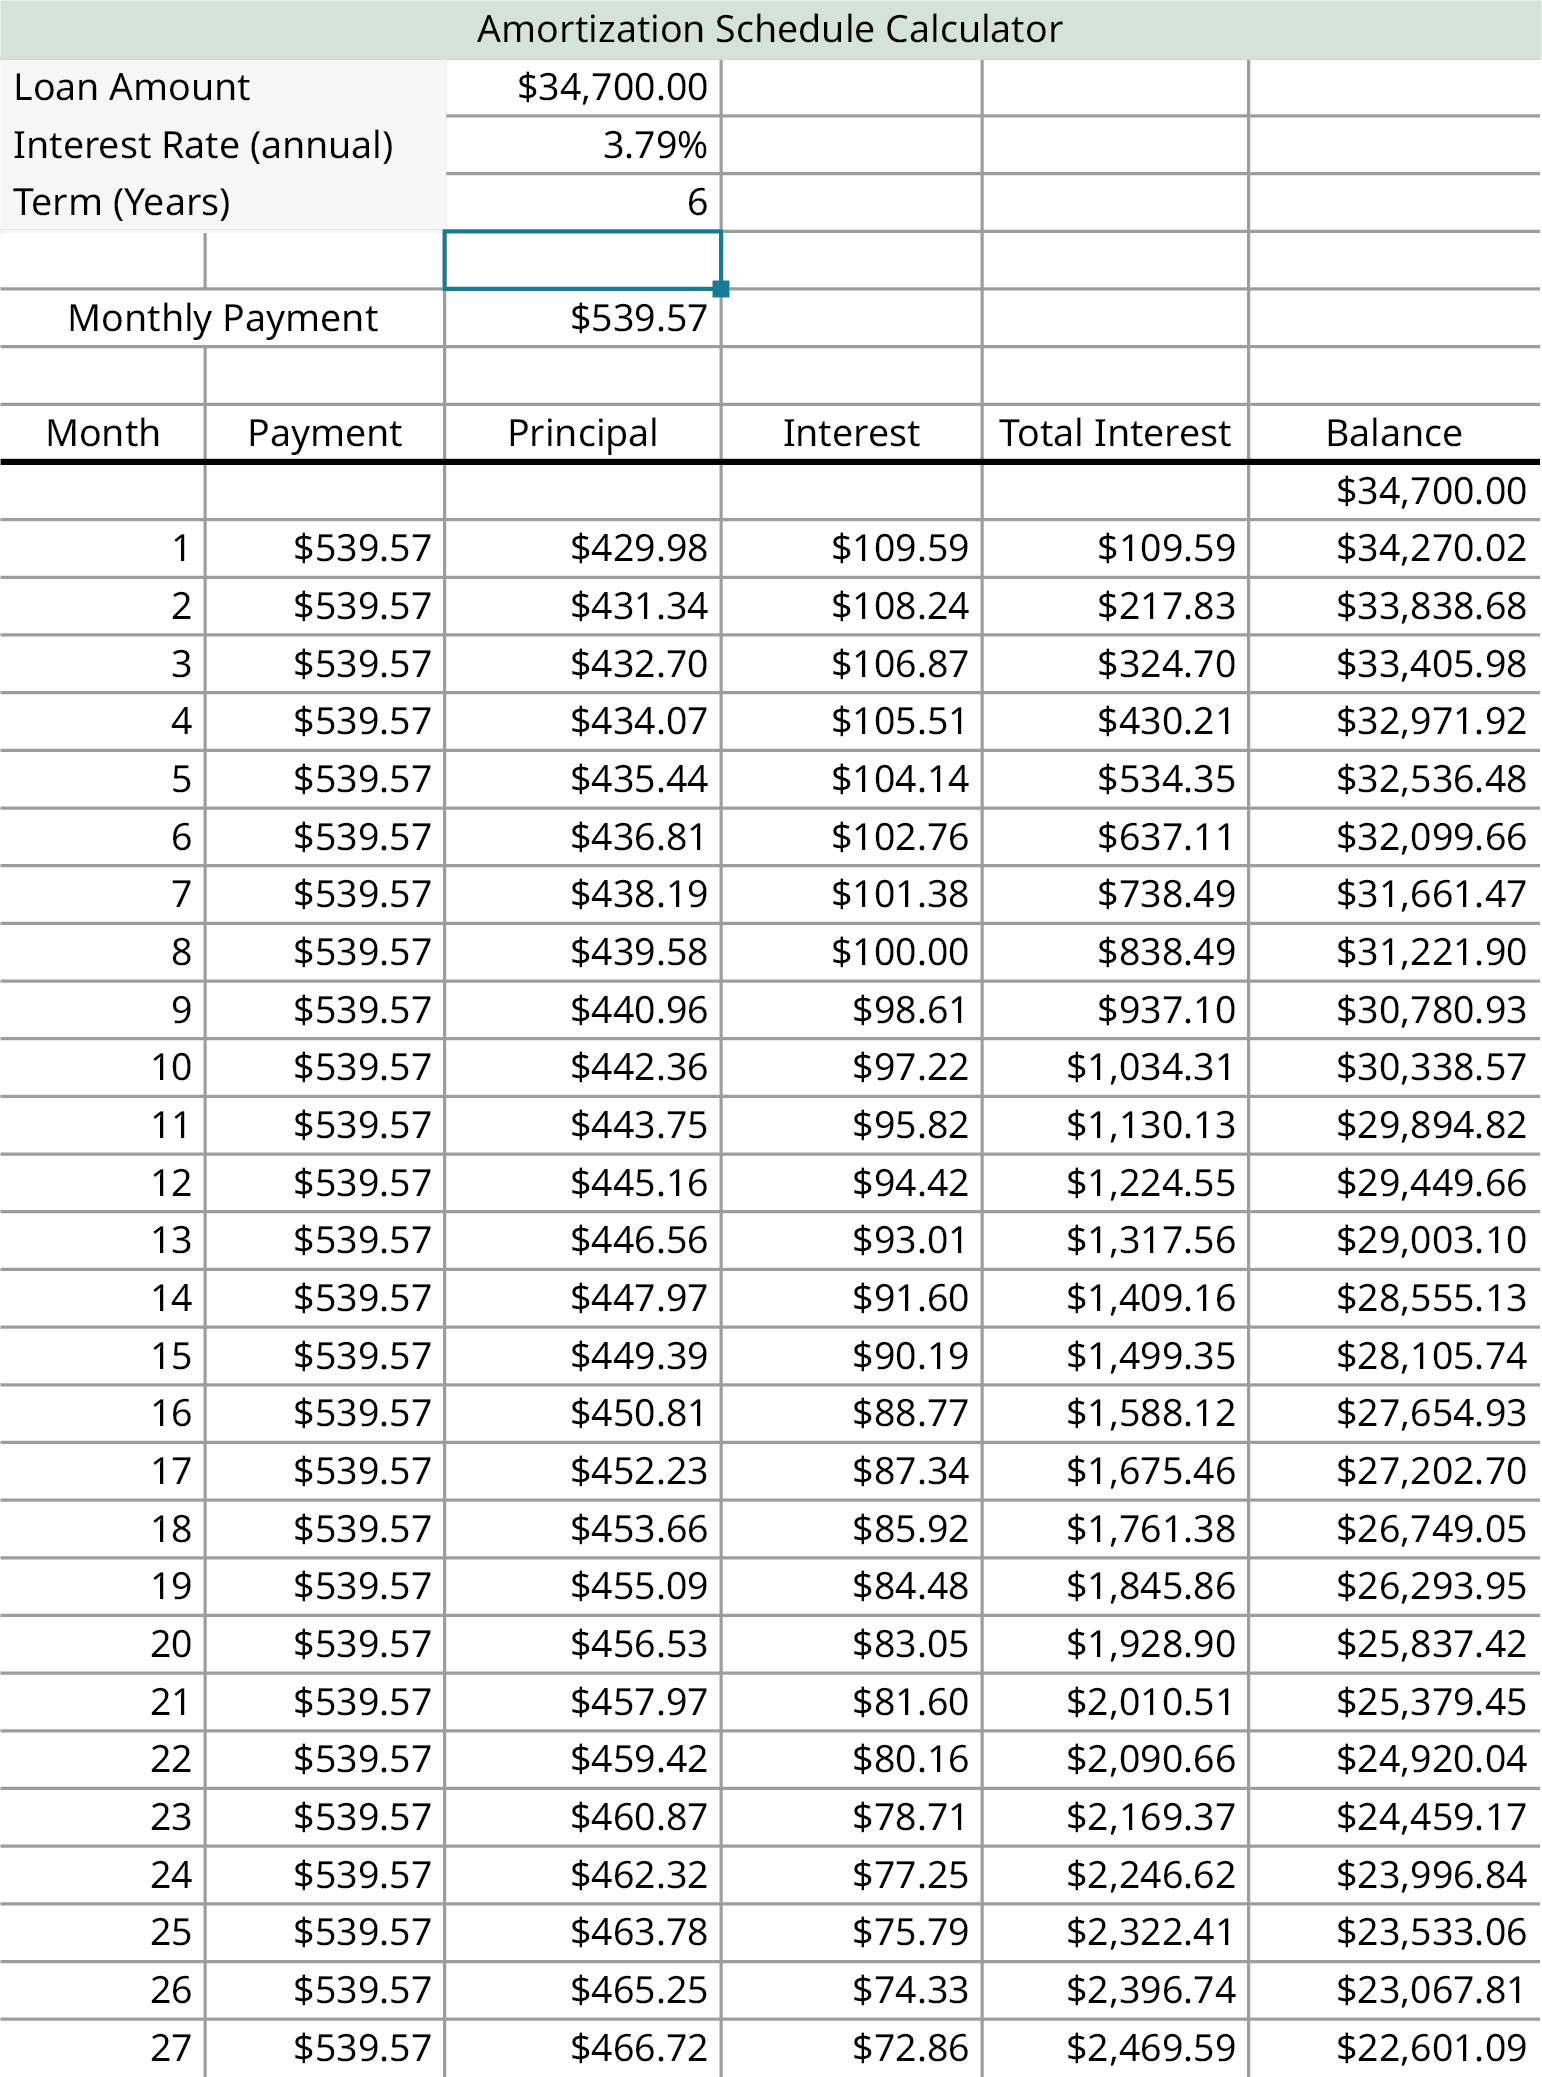 Amortization Schedule Calculator
Loan Amount $34,700.00
Interest Rate (annual) 3.79%
Term (Years) 6
Monthly Payment $539.57
Month Payment Principal Interest Total Interest Balance
$34,700.00
1 $539.57 $429.98 $109.59 $109.59 $34,270.02
2 $539.57 $431.34 $108.24 $217.83 $33,838.68
3 $539.57 $432.70 $106.87 $324.70 $33,405.98
4 $539.57 $434.07 $105.51 $430.21 $32,971.92
5 $539.57 $435.44 $104.14 $534.35 $32,536.48
6 $539.57 $436.81 $102.76 $637.11 $32,099.66
7 $539.57 $438.19 $101.38 $738.49 $31,661.47
8 $539.57 $439.58 $100.00 $838.49 $31,221.90
9 $539.57 $440.96 $98.61 $937.10 $30,780.93
10 $539.57 $442.36 $97.22 $1,034.31 $30,338.57
11 $539.57 $443.75 $95.82 $1,130.13 $29,894.82
12 $539.57 $445.16 $94.42 $1,224.55 $29,449.66
13 $539.57 $446.56 $93.01 $1,317.56 $29,003.10
14 $539.57 $447.97 $91.60 $1,409.16 $28,555.13
15 $539.57 $449.39 $90.19 $1,499.35 $28,105.74
16 $539.57 $450.81 $88.77 $1,588.12 $27,654.93
17 $539.57 $452.23 $87.34 $1,675.46 $27,202.70
18 $539.57 $453.66 $85.92 $1,761.38 $26,749.05
19 $539.57 $455.09 $84.48 $1,845.86 $26,293.95
20 $539.57 $456.53 $83.05 $1,928.90 $25,837.42
21 $539.57 $457.97 $81.60 $2,010.51 $25,379.45
22 $539.57 $459.42 $80.16 $2,090.66 $24,920.04
23 $539.57 $460.87 $78.71 $2,169.37 $24,459.17
24 $539.57 $462.32 $77.25 $2,246.62 $23,996.84
25 $539.57 $463.78 $75.79 $2,322.41 $23,533.06
26 $539.57 $465.25 $74.33 $2,396.74 $23,067.81
27 $539.57 $466.72 $72.86 $2,469.59 $22,601.09